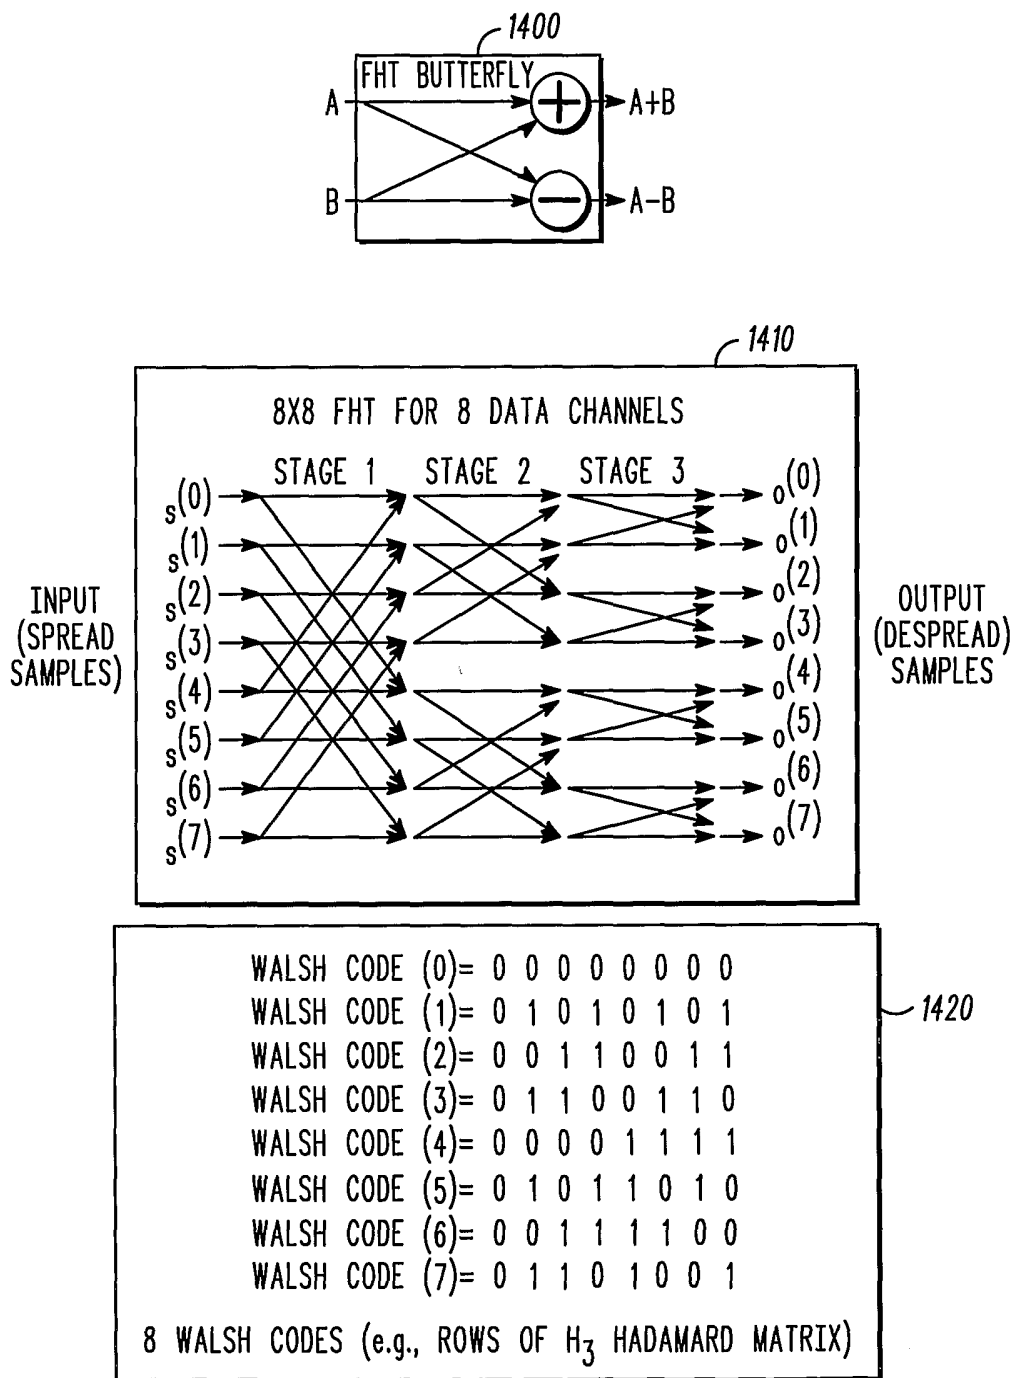 1400
FHT BUTTERFLY
A
A+B
B
A–B
1410
8X8 FHT FOR 8 DATA CHANNELS
STAGE 1 STAGE 2 STAGE 3
s(0) o(0)
s(1) o(1)
s(2) o(2)
s(3) o(3)
s(4) o(4)
s(5) o(5)
s(6) o(6)
s(7) o(7)
INPUT
(SPREAD
SAMPLES)
OUTPUT
(DESPREAD)
SAMPLES
WALSH CODE (0)= 0 0 0 0 0 0 0 0
WALSH CODE (1)= 0 1 0 1 0 1 0 1
WALSH CODE (2)= 0 0 1 1 0 0 1 1
WALSH CODE (3)= 0 1 1 0 0 1 1 0
WALSH CODE (4)= 0 0 0 0 1 1 1 1
WALSH CODE (5)= 0 1 0 1 1 0 1 0
WALSH CODE (6)= 0 0 1 1 1 1 0 0
WALSH CODE (7)= 0 1 1 0 1 0 0 1
8 WALSH CODES (e.g., ROWS OF H3 HADAMARD MATRIX)
1420